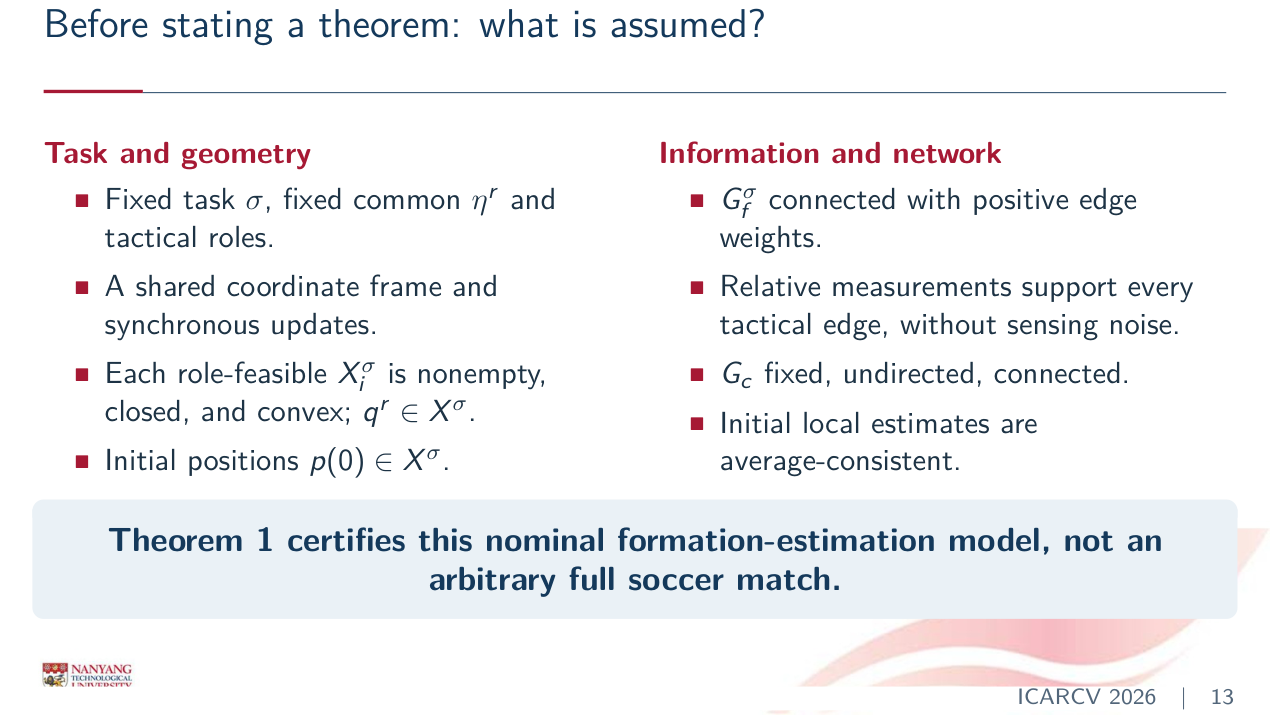 Before stating a theorem: what is assumed?
Task and geometry
■ Fixed task σ, fixed common ηʳ and
tactical roles.
■ A shared coordinate frame and
synchronous updates.
■ Each role-feasible X_i^σ is nonempty,
closed, and convex; qʳ ∈ X^σ.
■ Initial positions p(0) ∈ X^σ.
Information and network
■ G_f^σ connected with positive edge
weights.
■ Relative measurements support every
tactical edge, without sensing noise.
■ G_c fixed, undirected, connected.
■ Initial local estimates are
average-consistent.
Theorem 1 certifies this nominal formation-estimation model, not an
arbitrary full soccer match.
NANYANG
TECHNOLOGICAL
UNIVERSITY
ICARCV 2026 | 13